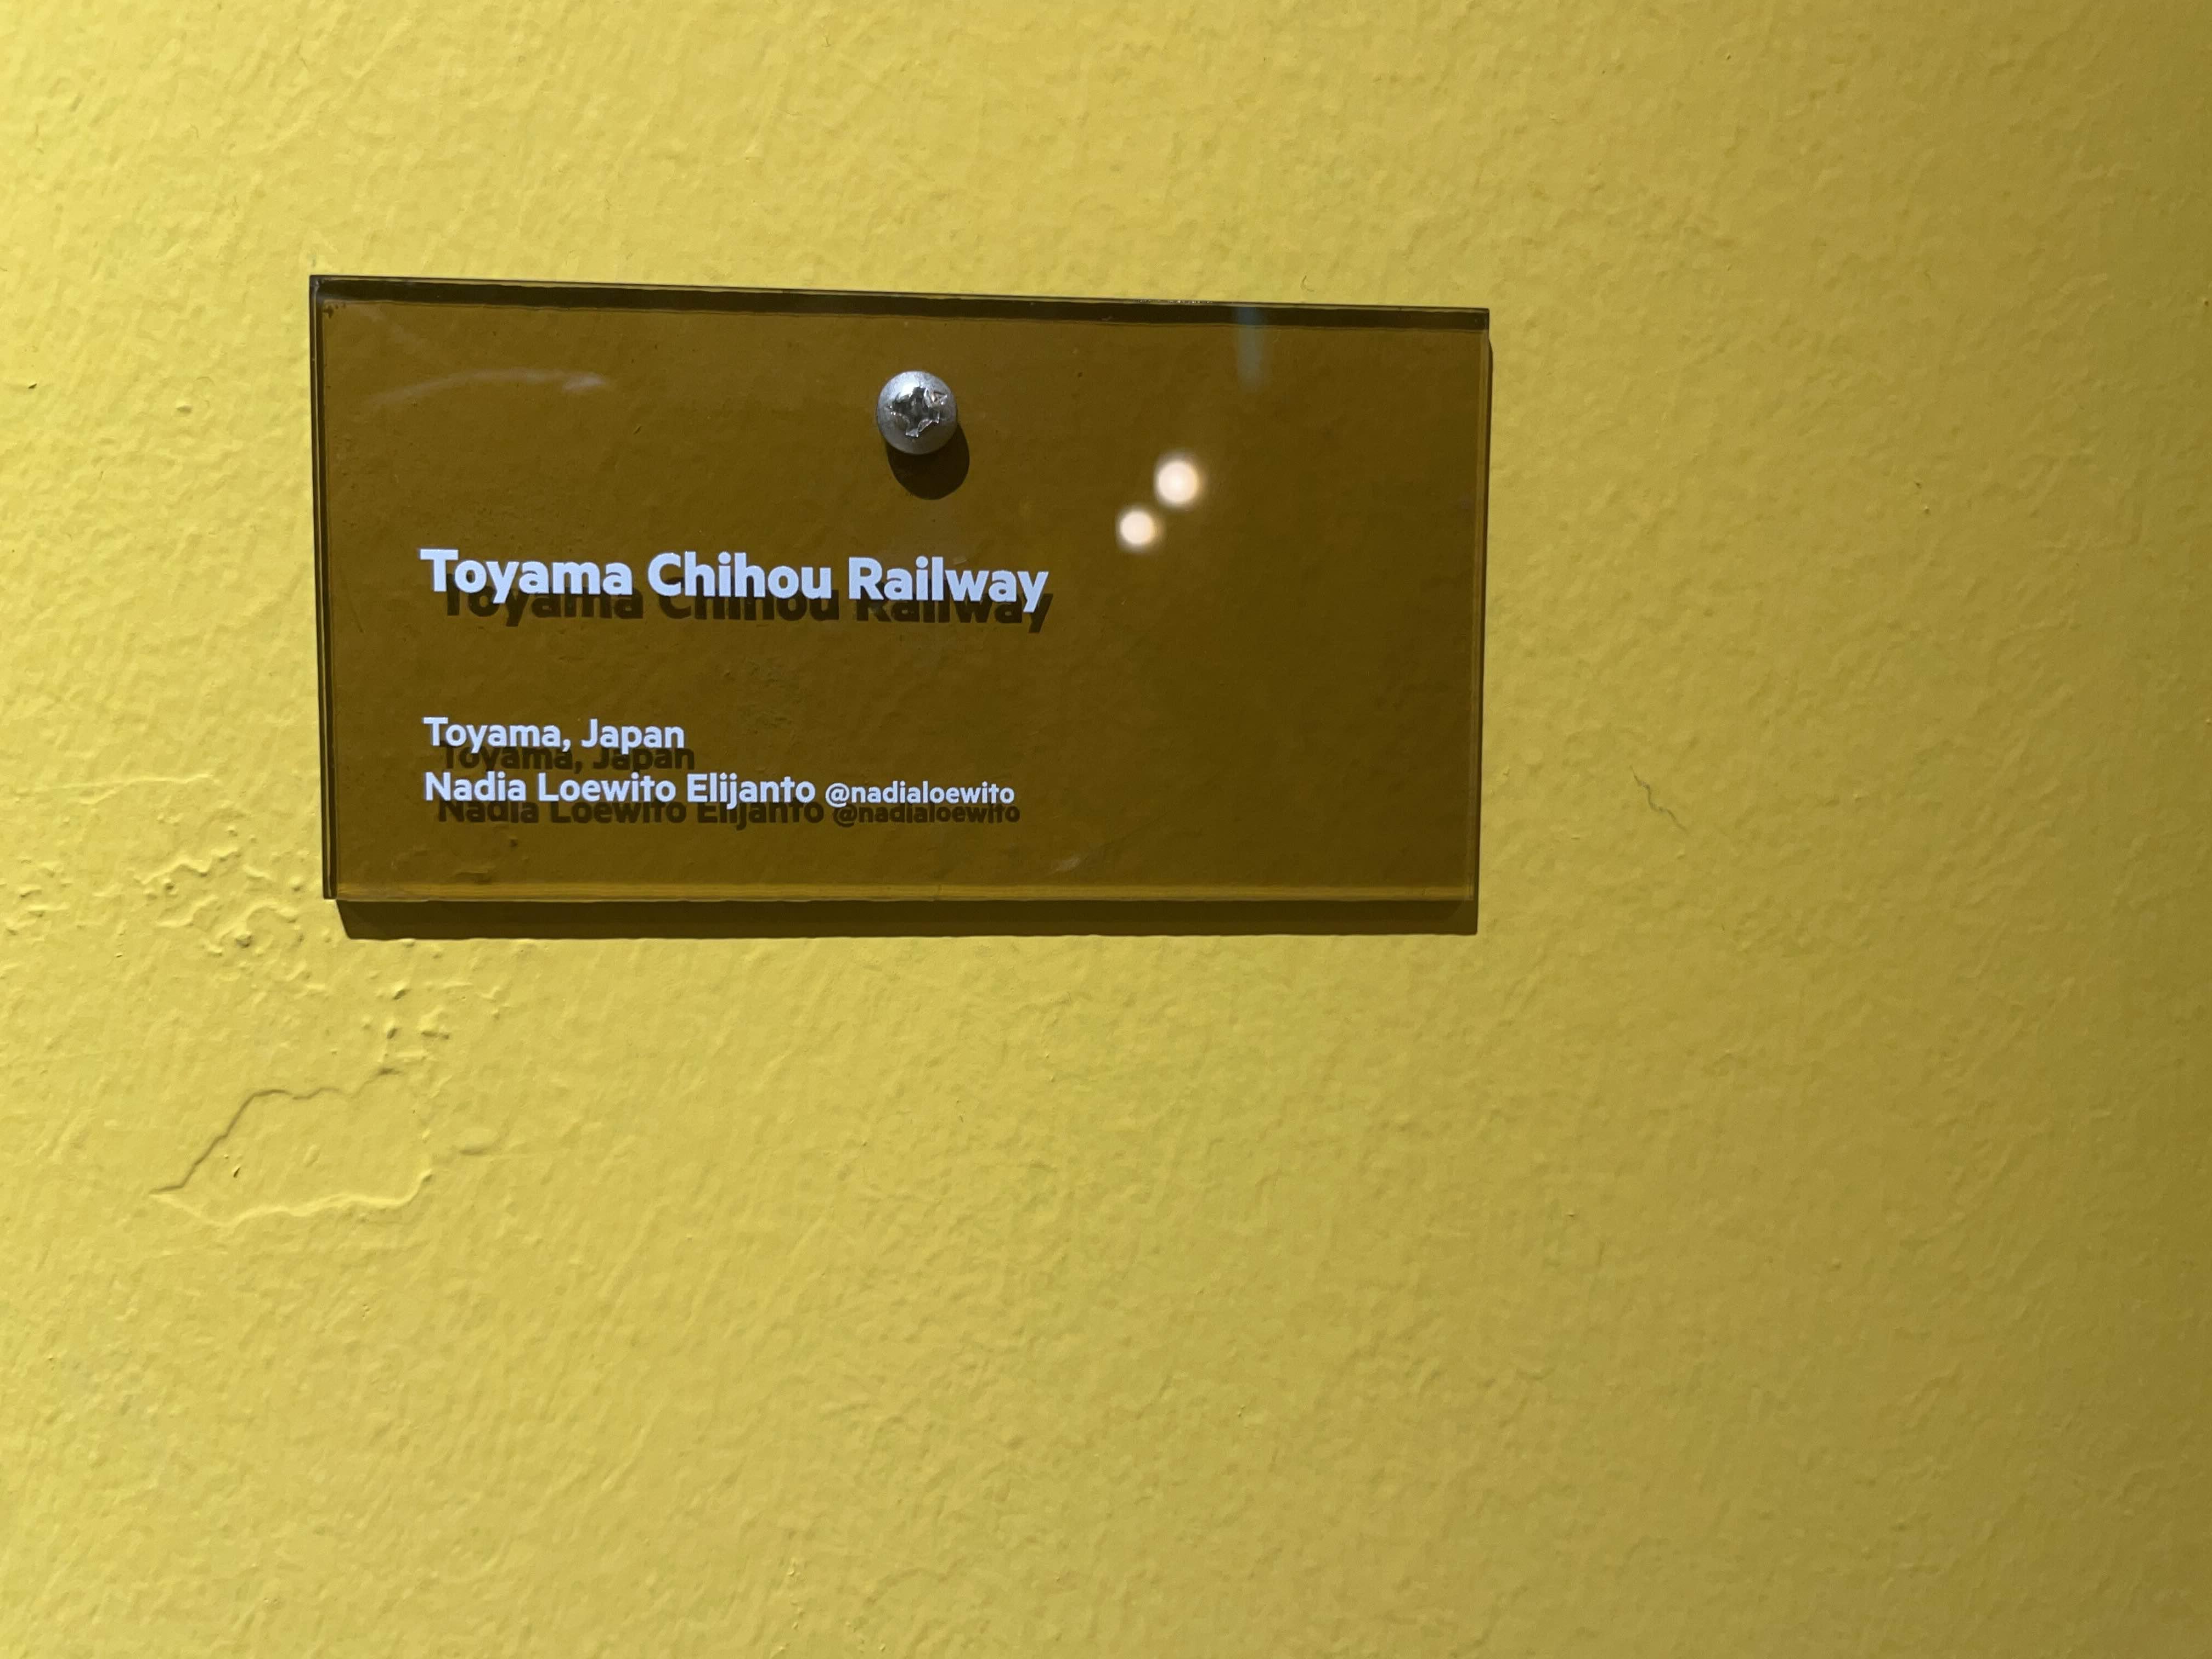 Toyama Chihou Railway
Toyama, Japan
Nadia Loewito Elijanto @nadialoewito